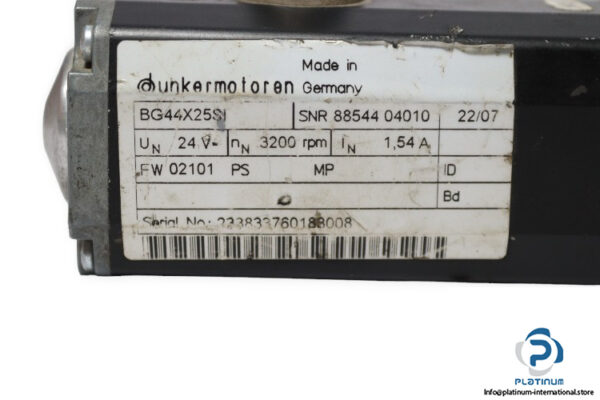 Made in
dunkermotoren Germany
BG44X25SI SNR 88544 04010 22/07
UN 24 V= nN 3200 rpm IN 1,54 A
FW 02101 PS MP ID
Bd
Serial No.: 233833760183008
PLATINUM
Info@platinum-international.store